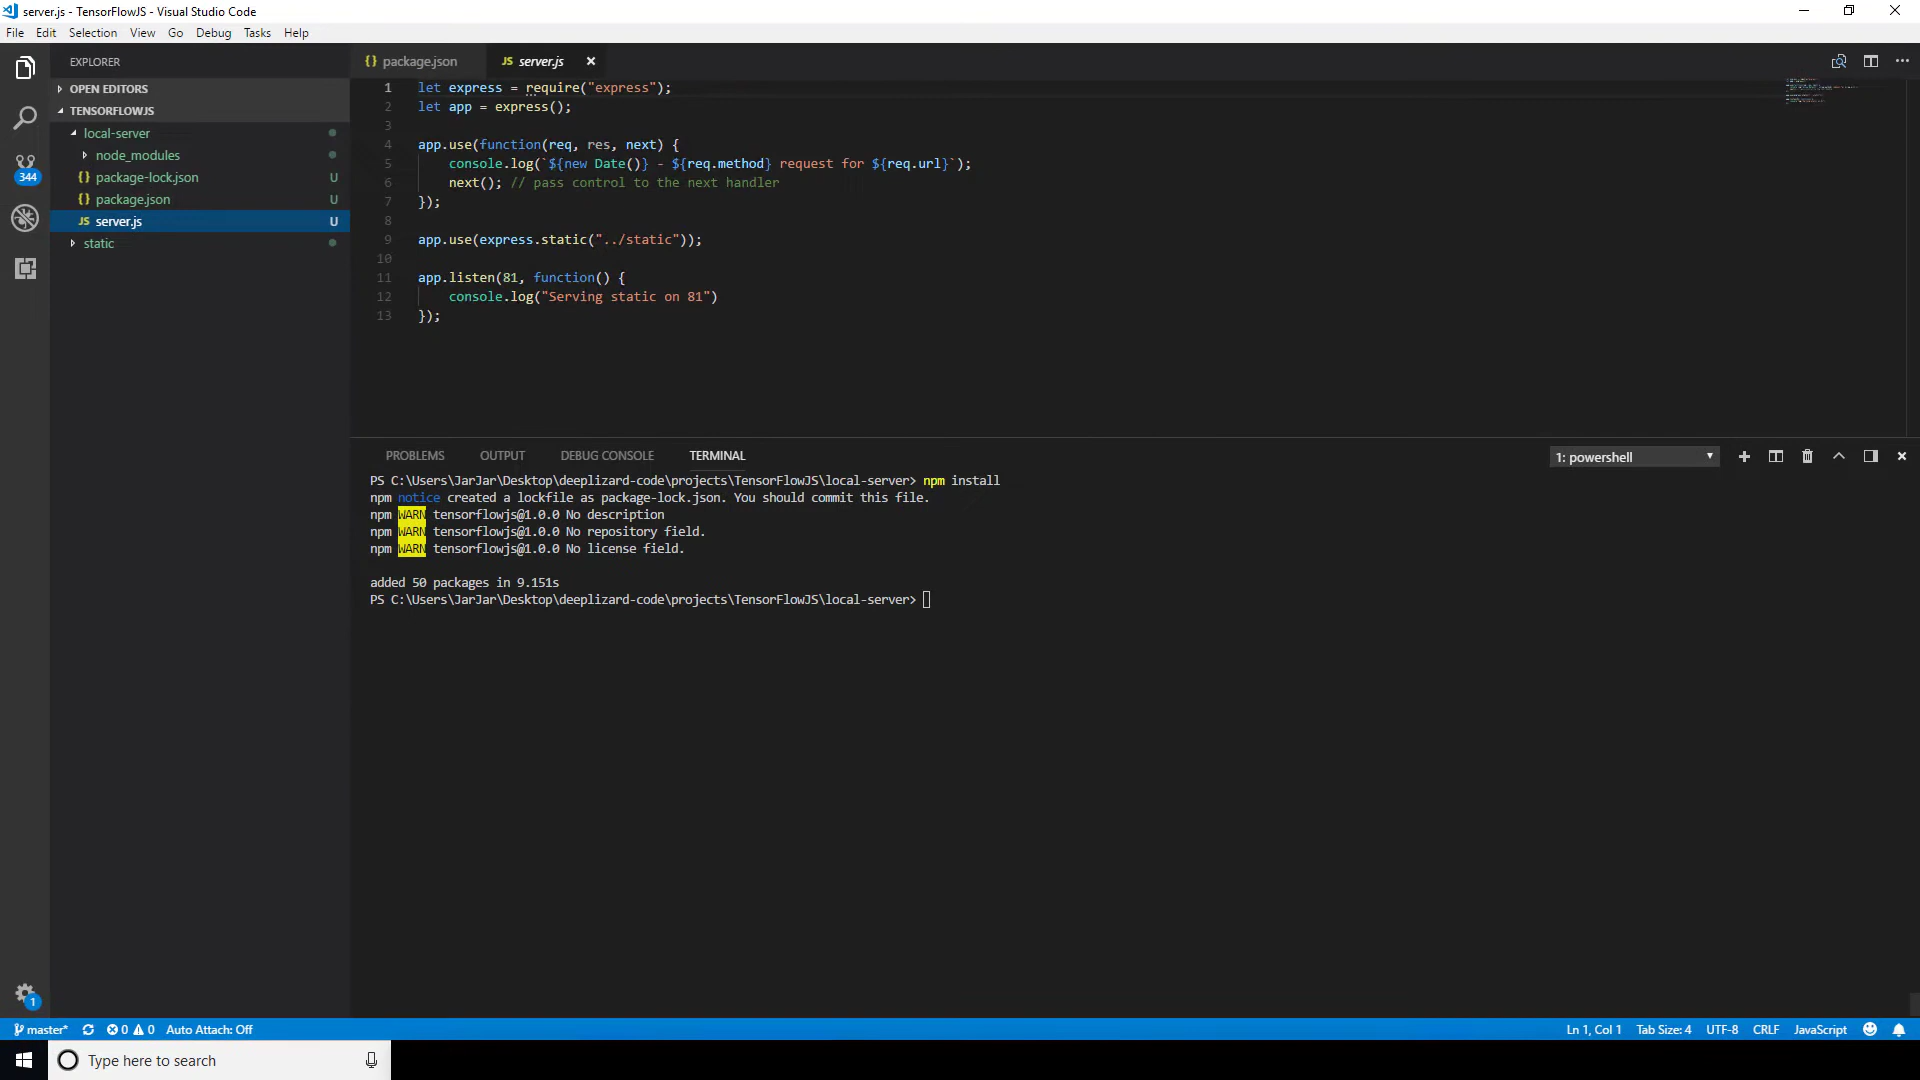 server.js - TensorFlowJS - Visual Studio Code
File Edit Selection View Go Debug Tasks Help
EXPLORER
OPEN EDITORS
TENSORFLOWJS
local-server
node_modules
package-lock.json U
package.json U
server.js U
static
344
1
package.json server.js
1 let express = require("express");
2 let app = express();
3
4 app.use(function(req, res, next) {
5 console.log(`${new Date()} - ${req.method} request for ${req.url}`);
6 next(); // pass control to the next handler
7 });
8
9 app.use(express.static("../static"));
10
11 app.listen(81, function() {
12 console.log("Serving static on 81")
13 });
PROBLEMS OUTPUT DEBUG CONSOLE TERMINAL
1: powershell
PS C:\Users\JarJar\Desktop\deeplizard-code\projects\TensorFlowJS\local-server> npm install
npm notice created a lockfile as package-lock.json. You should commit this file.
npm WARN tensorflowjs@1.0.0 No description
npm WARN tensorflowjs@1.0.0 No repository field.
npm WARN tensorflowjs@1.0.0 No license field.
added 50 packages in 9.151s
PS C:\Users\JarJar\Desktop\deeplizard-code\projects\TensorFlowJS\local-server>
master* 0 0 Auto Attach: Off
Ln 1, Col 1 Tab Size: 4 UTF-8 CRLF JavaScript
Type here to search